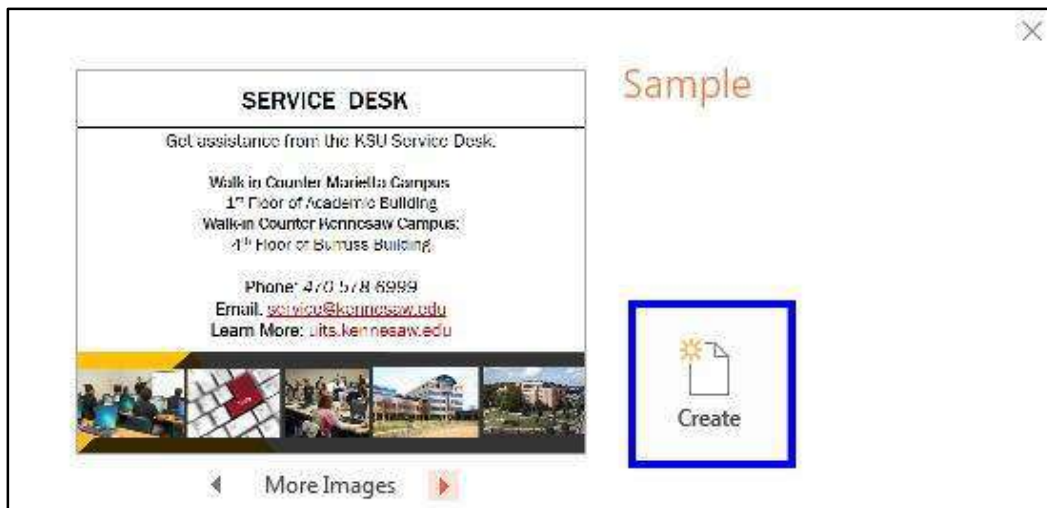 Sample
SERVICE DESK
Get assistance from the KSU Service Desk.
Walk in Counter Marietta Campus
1st Floor of Academic Building
Walk-in Counter Kennesaw Campus:
4th Floor of Burruss Building
Phone: 470 578 6999
Email: service@kennesaw.edu
Learn More: uits.kennesaw.edu
Create
More Images